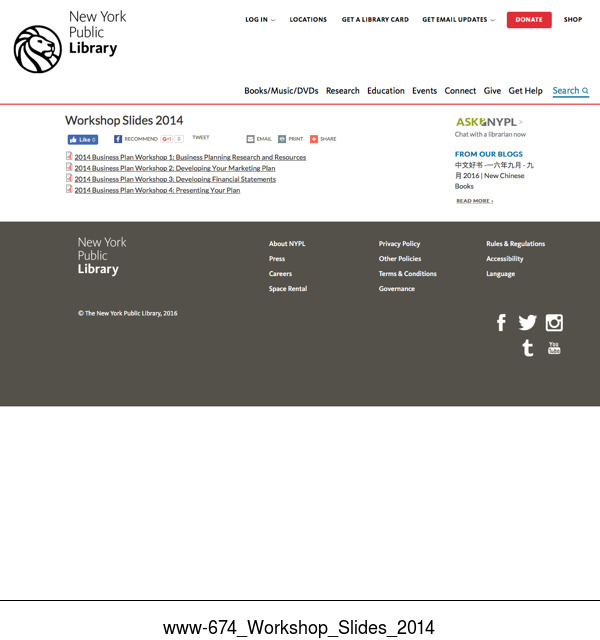 New York
Public
Library
LOG IN
LOCATIONS
GET A LIBRARY CARD
GET EMAIL UPDATES
DONATE
SHOP
Books/Music/DVDs
Research
Education
Events
Connect
Give
Get Help
Search
Workshop Slides 2014
Like 0
RECOMMEND
G+1 0
TWEET
EMAIL
PRINT
SHARE
2014 Business Plan Workshop 1: Business Planning Research and Resources
2014 Business Plan Workshop 2: Developing Your Marketing Plan
2014 Business Plan Workshop 3: Developing Financial Statements
2014 Business Plan Workshop 4: Presenting Your Plan
ASK NYPL >
Chat with a librarian now
FROM OUR BLOGS
中文好书 -一六年九月 - 九
月 2016 | New Chinese
Books
READ MORE ›
New York
Public
Library
About NYPL
Privacy Policy
Rules & Regulations
Press
Other Policies
Accessibility
Careers
Terms & Conditions
Language
Space Rental
Governance
© The New York Public Library, 2016
You
Tube
www-674_Workshop_Slides_2014